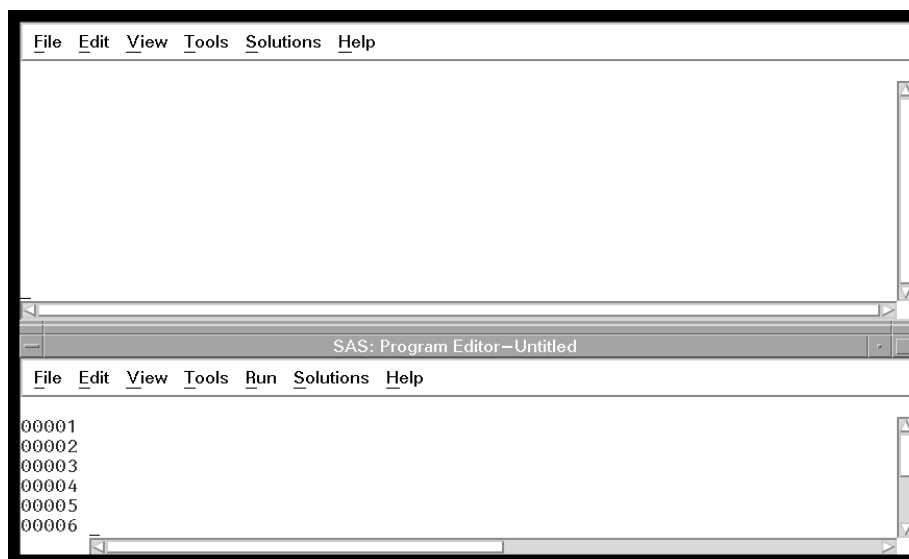 File Edit View Tools Solutions Help
SAS: Program Editor−Untitled
File Edit View Tools Run Solutions Help
00001
00002
00003
00004
00005
00006